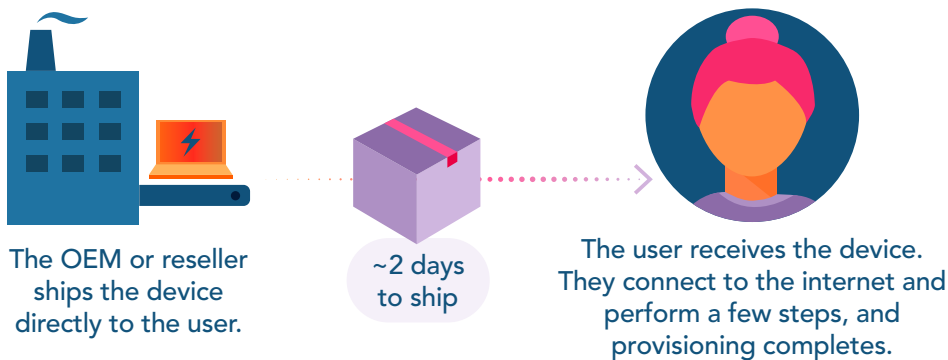 The OEM or reseller
ships the device
directly to the user.
~2 days
to ship
The user receives the device.
They connect to the internet and
perform a few steps, and
provisioning completes.